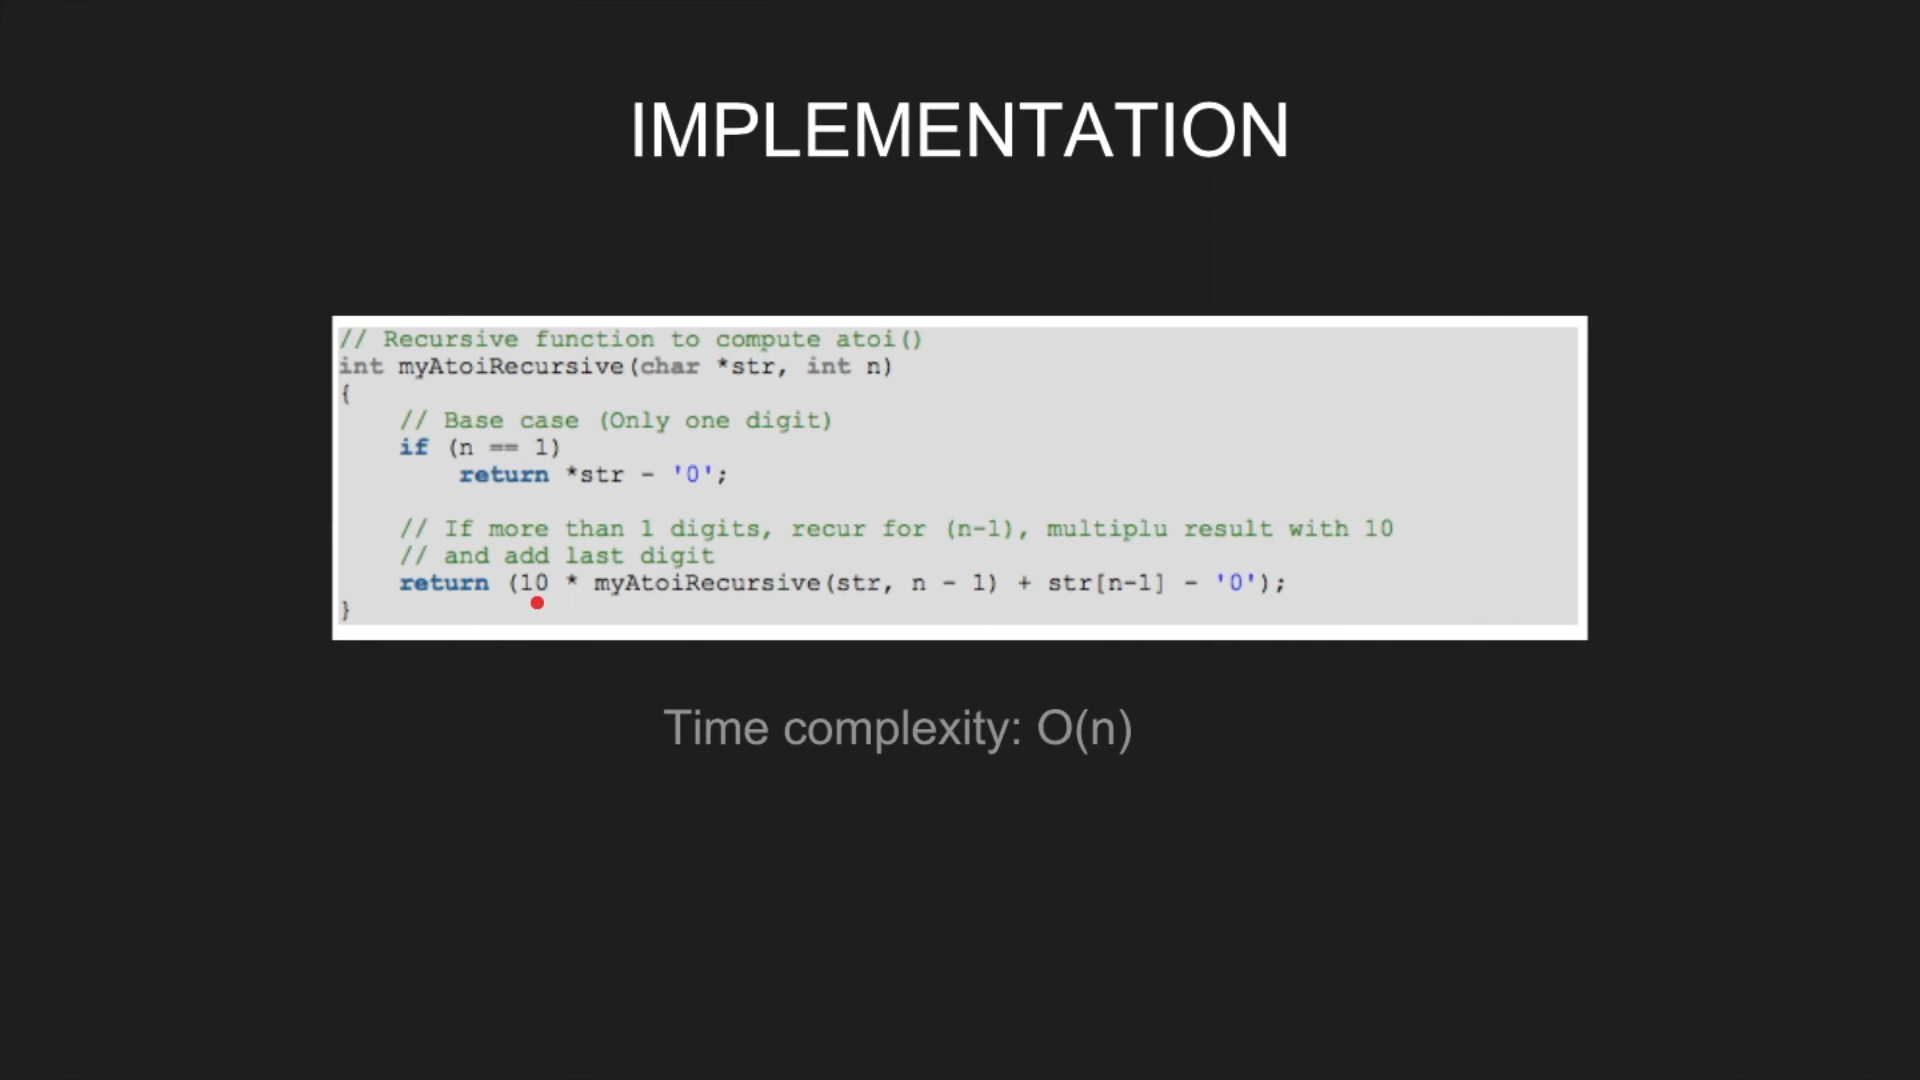 IMPLEMENTATION
// Recursive function to compute atoi()
int myAtoiRecursive(char *str, int n)
{
    // Base case (Only one digit)
    if (n == 1)
        return *str - '0';
    // If more than 1 digits, recur for (n-1), multiplu result with 10
    // and add last digit
    return (10 * myAtoiRecursive(str, n - 1) + str[n-1] - '0');
}
Time complexity: O(n)